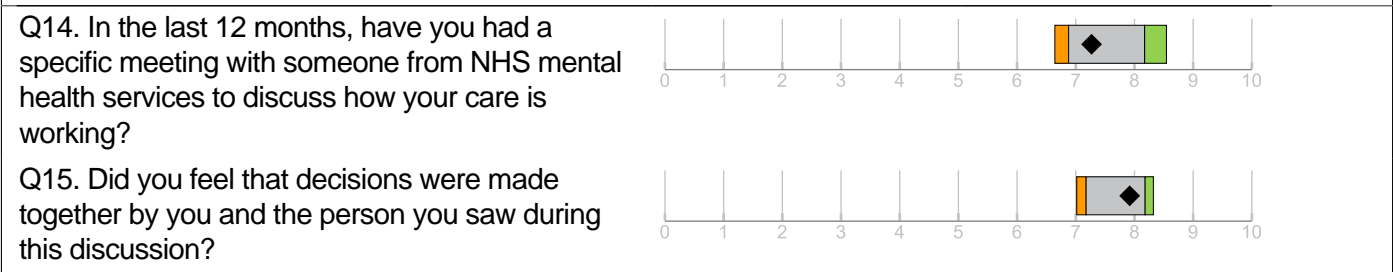 Q14. In the last 12 months, have you had a
specific meeting with someone from NHS mental
health services to discuss how your care is
working?
0 1 2 3 4 5 6 7 8 9 10
Q15. Did you feel that decisions were made
together by you and the person you saw during
this discussion?
0 1 2 3 4 5 6 7 8 9 10